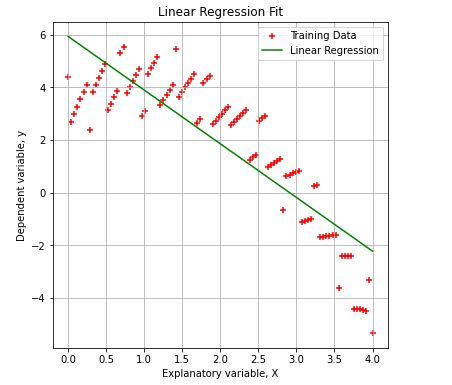 Linear Regression Fit
Training Data
Linear Regression
Dependent variable, y
6
4
2
0
−2
−4
0.0 0.5 1.0 1.5 2.0 2.5 3.0 3.5 4.0
Explanatory variable, X